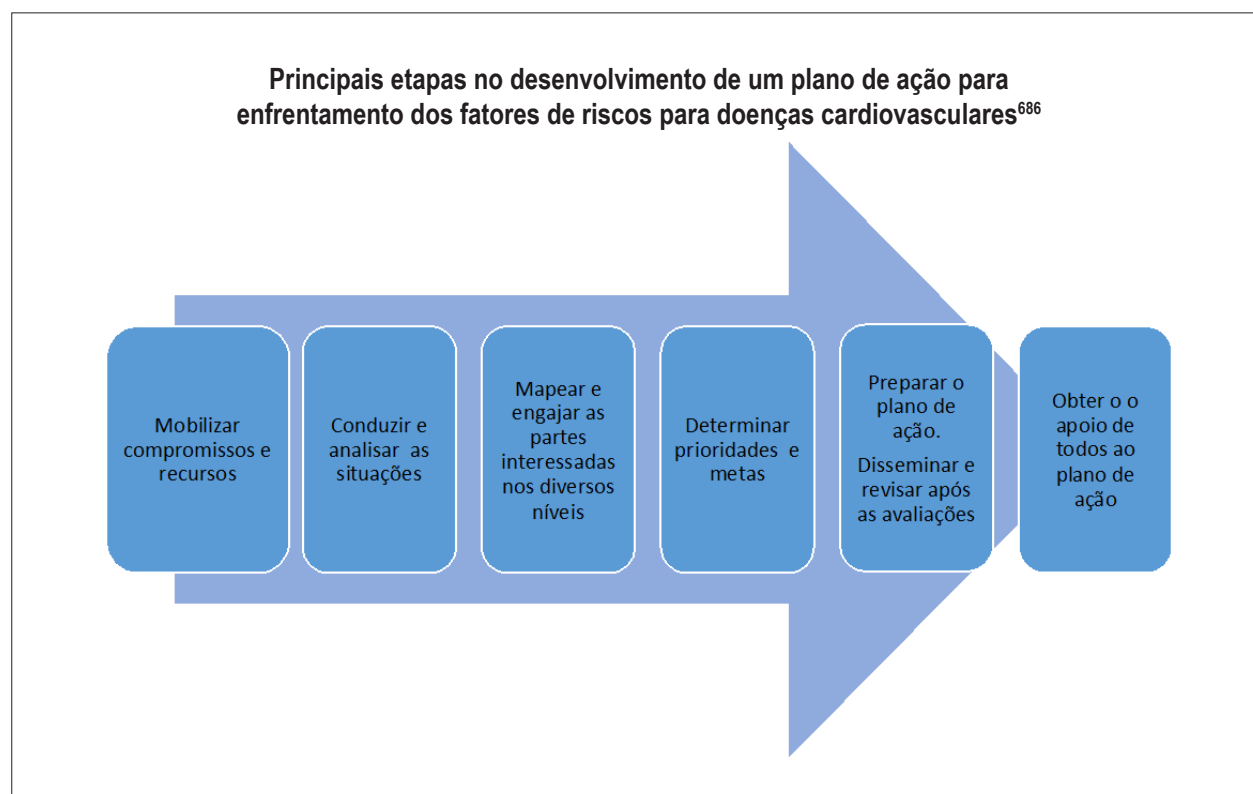 Principais etapas no desenvolvimento de um plano de ação para
enfrentamento dos fatores de riscos para doenças cardiovasculares⁶⁸⁶
Mobilizar
compromissos e
recursos
Conduzir e
analisar as
situações
Mapear e
engajar as
partes
interessadas
nos diversos
níveis
Determinar
prioridades e
metas
Preparar o
plano de
ação.
Disseminar e
revisar após
as avaliações
Obter o o
apoio de
todos ao
plano de
ação